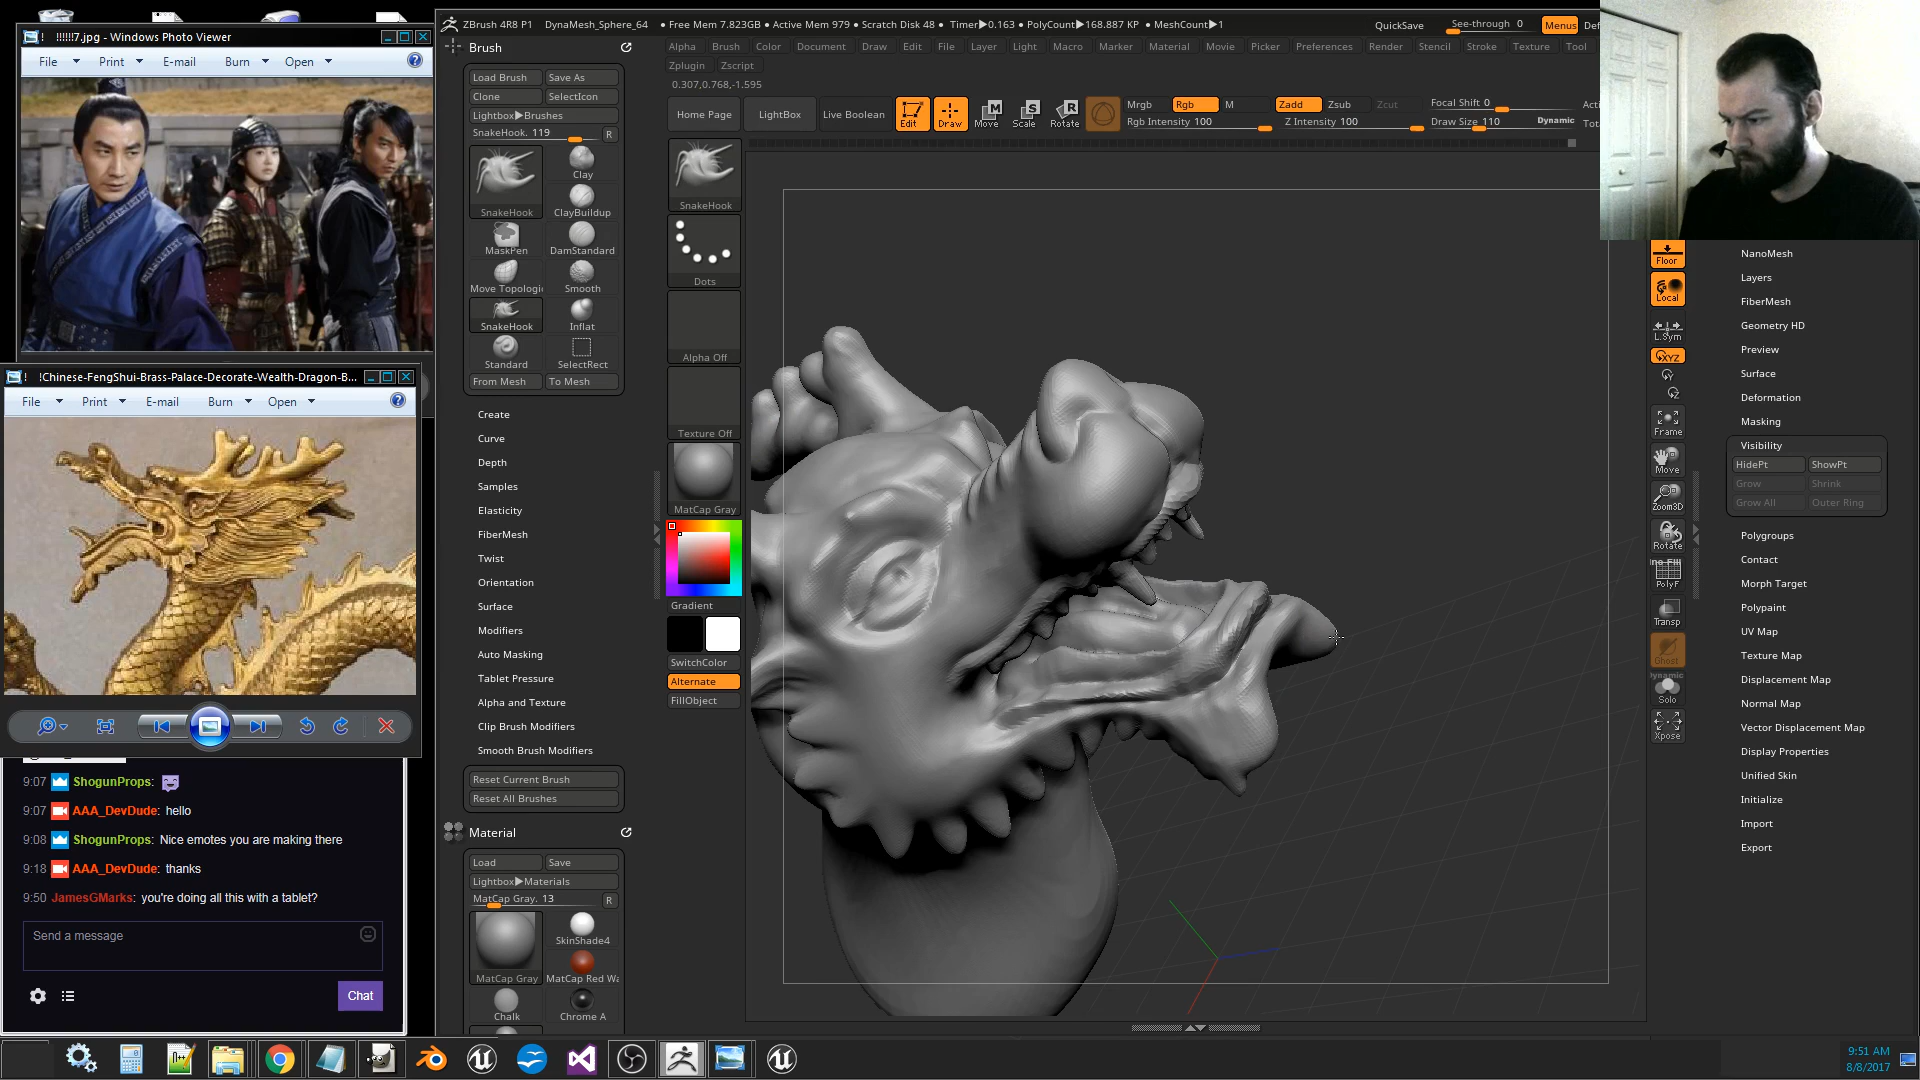 !!!!!!7.jpg - Windows Photo Viewer
File Print E-mail Burn Open
!Chinese-FengShui-Brass-Palace-Decorate-Wealth-Dragon-B...
File Print E-mail Burn Open
9:07 ShogunProps:
9:07 AAA_DevDude: hello
9:08 ShogunProps: Nice emotes you are making there
9:18 AAA_DevDude: thanks
9:50 JamesGMarks: you're doing all this with a tablet?
Send a message
Chat
ZBrush 4R8 P1 DynaMesh_Sphere_64 • Free Mem 7.823GB • Active Mem 979 • Scratch Disk 48 • Timer▶0.163 • PolyCount▶168.887 KP • MeshCount▶1
QuickSave See-through 0 Menus Def
Alpha Brush Color Document Draw Edit File Layer Light Macro Marker Material Movie Picker Preferences Render Stencil Stroke Texture Tool
Zplugin Zscript
0.307,0.768,-1.595
Home Page LightBox Live Boolean Edit Draw Move Scale Rotate
Mrgb Rgb M Zadd Zsub Zcut Focal Shift 0 Acti
Rgb Intensity 100 Z Intensity 100 Draw Size 110 Dynamic Tot
Brush
Load Brush Save As
Clone SelectIcon
Lightbox▶Brushes
SnakeHook. 119 R
SnakeHook Clay
ClayBuildup
MaskPen DamStandard
Move Topologi Smooth
SnakeHook Inflat
Standard SelectRect
From Mesh To Mesh
Create
Curve
Depth
Samples
Elasticity
FiberMesh
Twist
Orientation
Surface
Modifiers
Auto Masking
Tablet Pressure
Alpha and Texture
Clip Brush Modifiers
Smooth Brush Modifiers
Reset Current Brush
Reset All Brushes
Material
Load Save
Lightbox▶Materials
MatCap Gray. 13 R
MatCap Gray SkinShade4
MatCap Red Wa
Chalk Chrome A
SnakeHook
Dots
Alpha Off
Texture Off
MatCap Gray
Gradient
SwitchColor
Alternate
FillObject
Floor
Local
L.Sym
XYZ
Y
Z
Frame
Move
Zoom3D
Rotate
PolyF
Transp
Ghost
Dynamic
Solo
Xpose
NanoMesh
Layers
FiberMesh
Geometry HD
Preview
Surface
Deformation
Masking
Visibility
HidePt ShowPt
Grow Shrink
Grow All Outer Ring
Polygroups
Contact
Morph Target
Polypaint
UV Map
Texture Map
Displacement Map
Normal Map
Vector Displacement Map
Display Properties
Unified Skin
Initialize
Import
Export
9:51 AM
8/8/2017